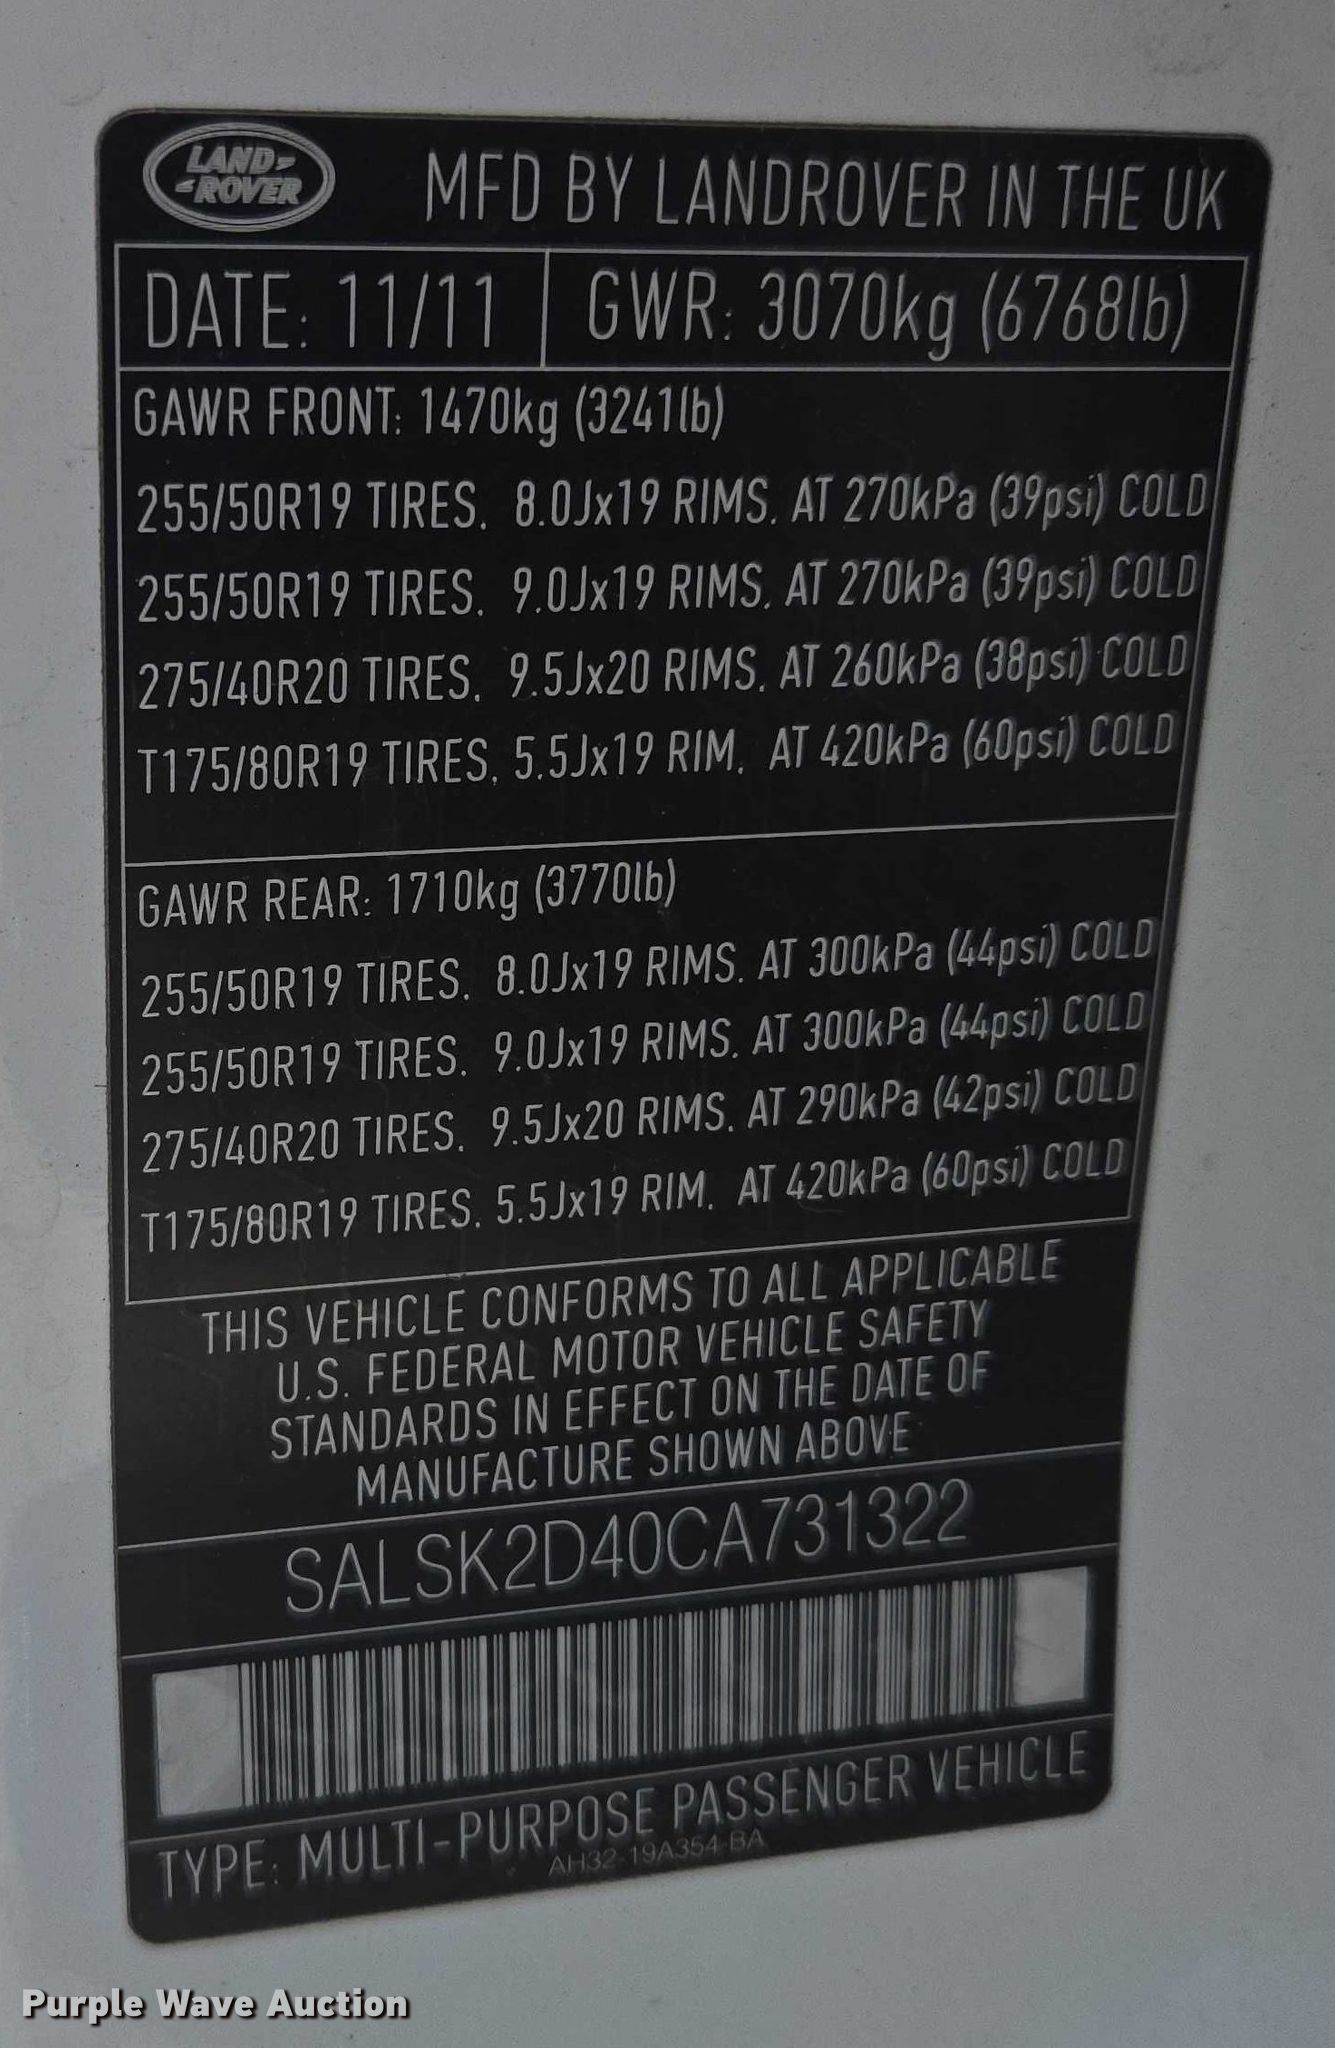 LAND
ROVER
MFD BY LANDROVER IN THE UK
DATE: 11/11
GWR: 3070kg (6768lb)
GAWR FRONT: 1470kg (3241lb)
255/50R19 TIRES. 8.0Jx19 RIMS. AT 270kPa (39psi) COLD
255/50R19 TIRES. 9.0Jx19 RIMS. AT 270kPa (39psi) COLD
275/40R20 TIRES. 9.5Jx20 RIMS. AT 260kPa (38psi) COLD
T175/80R19 TIRES. 5.5Jx19 RIM. AT 420kPa (60psi) COLD
GAWR REAR: 1710kg (3770lb)
255/50R19 TIRES. 8.0Jx19 RIMS. AT 300kPa (44psi) COLD
255/50R19 TIRES. 9.0Jx19 RIMS. AT 300kPa (44psi) COLD
275/40R20 TIRES. 9.5Jx20 RIMS. AT 290kPa (42psi) COLD
T175/80R19 TIRES. 5.5Jx19 RIM. AT 420kPa (60psi) COLD
THIS VEHICLE CONFORMS TO ALL APPLICABLE
U.S. FEDERAL MOTOR VEHICLE SAFETY
STANDARDS IN EFFECT ON THE DATE OF
MANUFACTURE SHOWN ABOVE
SALSK2D40CA731322
TYPE: MULTI-PURPOSE PASSENGER VEHICLE
AH32-19A354-BA
Purple Wave Auction